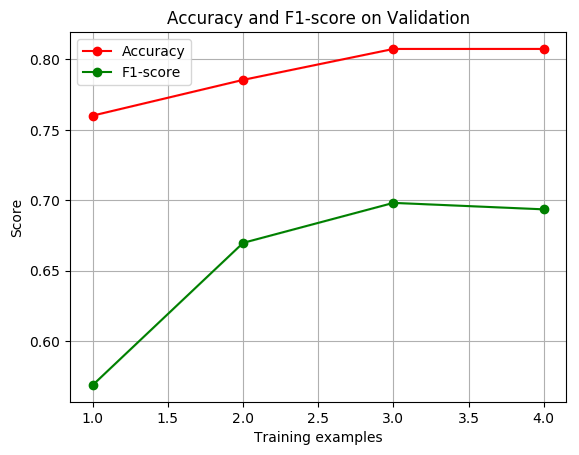 Accuracy and F1-score on Validation
Accuracy
F1-score
0.80
0.75
0.70
0.65
0.60
Score
1.0 1.5 2.0 2.5 3.0 3.5 4.0
Training examples